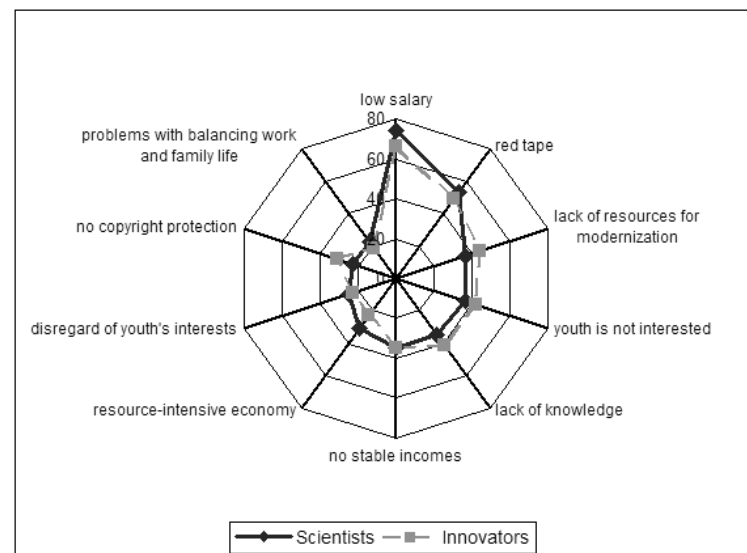 low salary
80
problems with balancing work
and family life
red tape
60
40
no copyright protection
lack of resources for
modernization
20
0
disregard of youth's interests
youth is not interested
resource-intensive economy
lack of knowledge
no stable incomes
Scientists
Innovators